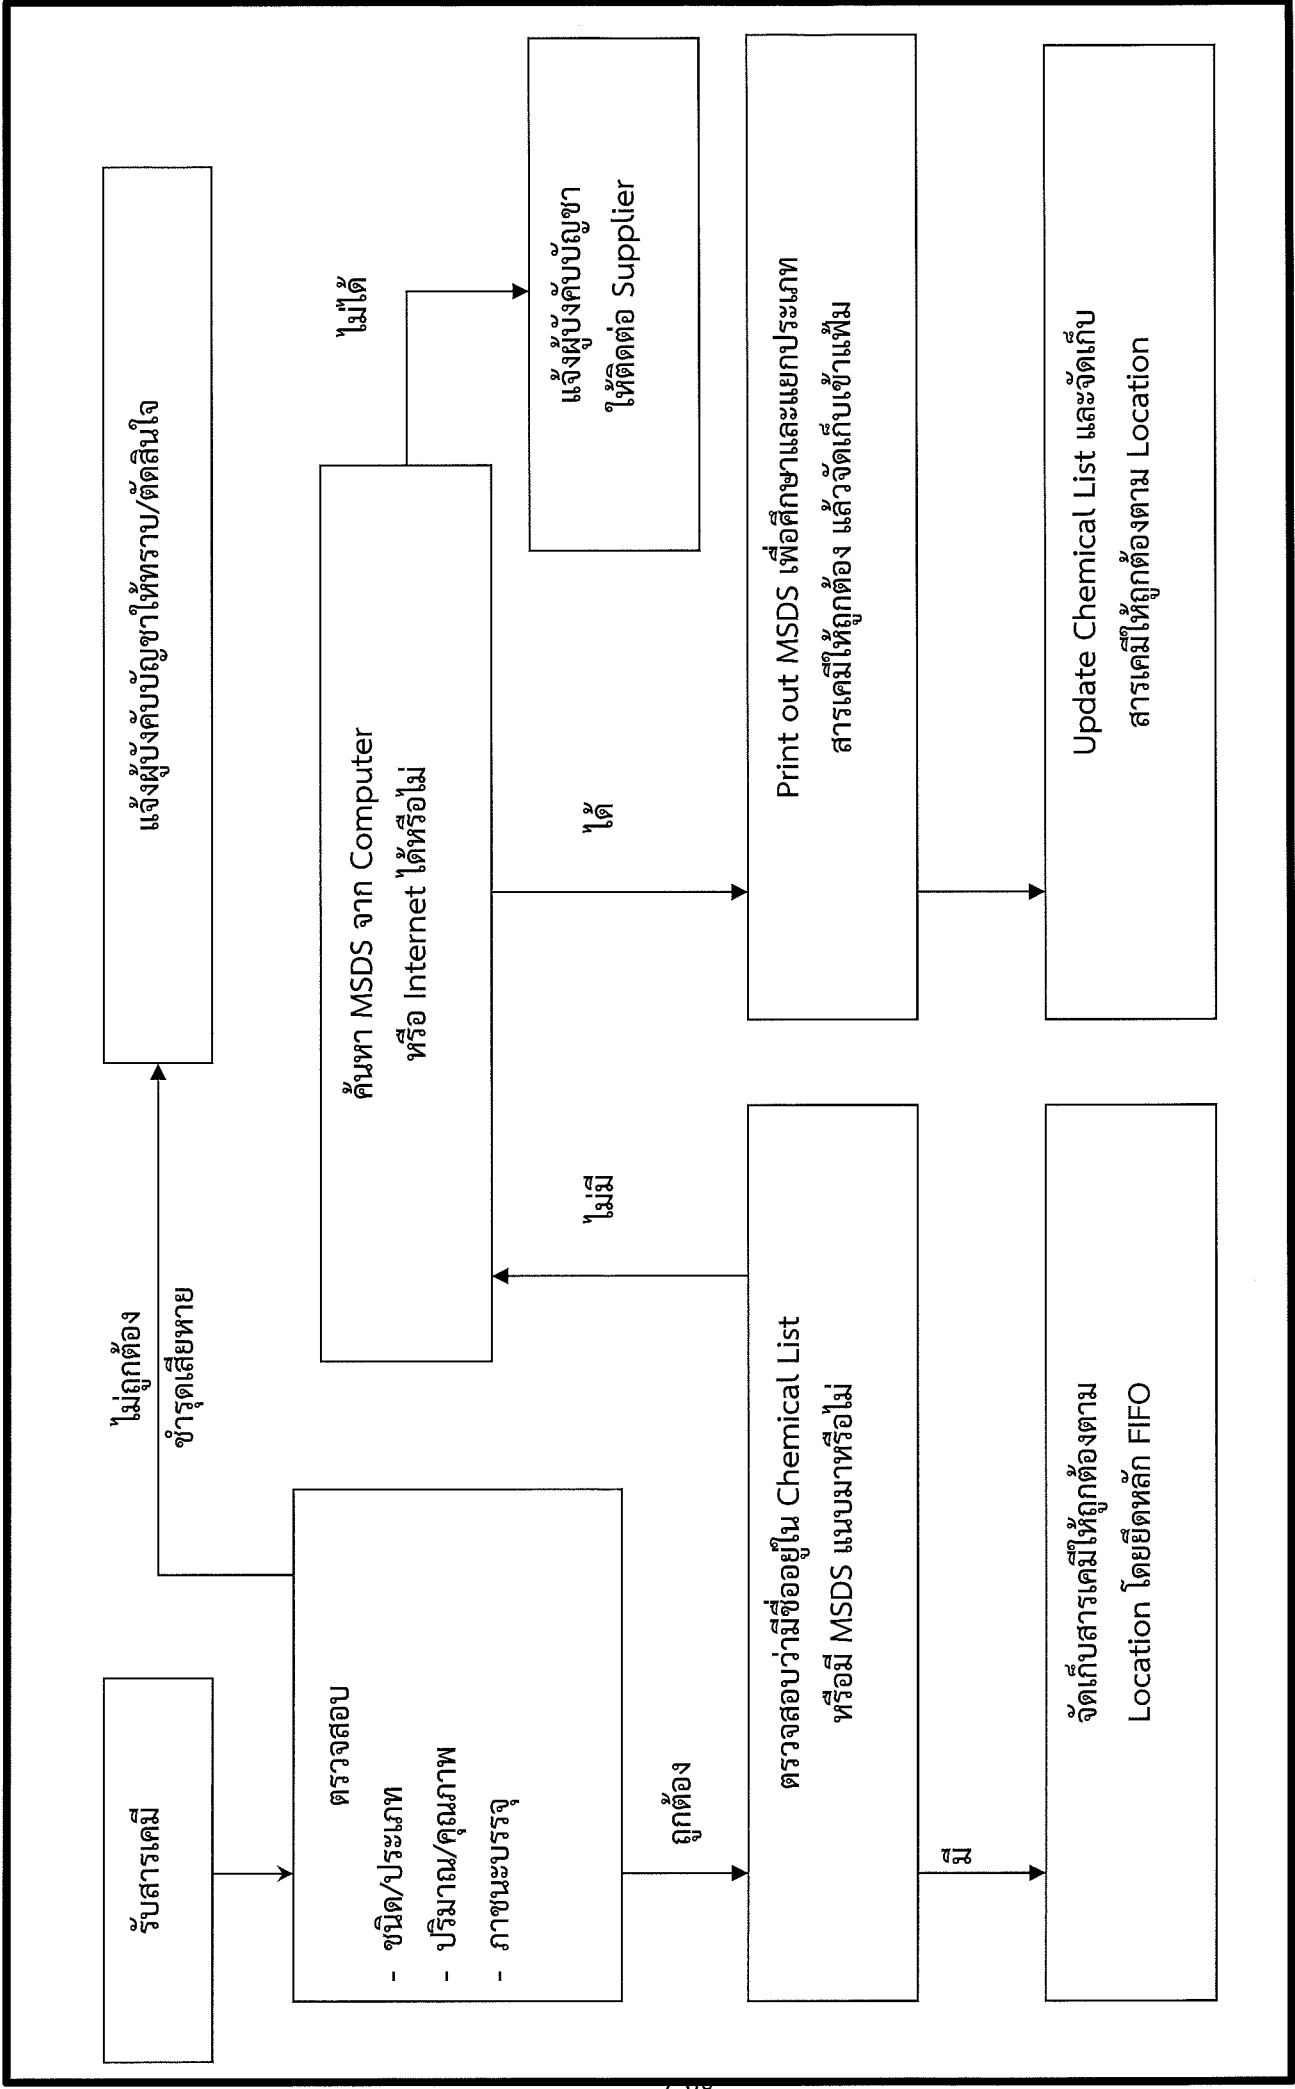 รับสารเคมี
ตรวจสอบ
- ชนิด/ประเภท
- ปริมาณ/คุณภาพ
- ภาชนะบรรจุ
ไม่ถูกต้อง
ชำรุดเสียหาย
แจ้งผู้บังคับบัญชาให้ทราบ/ตัดสินใจ
ถูกต้อง
ตรวจสอบว่ามีชื่ออยู่ใน Chemical List
หรือมี MSDS แนบมาหรือไม่
มี
จัดเก็บสารเคมีให้ถูกต้องตาม
Location โดยยึดหลัก FIFO
ไม่มี
ค้นหา MSDS จาก Computer
หรือ Internet ได้หรือไม่
ไม่ได้
แจ้งผู้บังคับบัญชา
ให้ติดต่อ Supplier
ได้
Print out MSDS เพื่อศึกษาและแยกประเภท
สารเคมีให้ถูกต้อง แล้วจัดเก็บเข้าแฟ้ม
Update Chemical List และจัดเก็บ
สารเคมีให้ถูกต้องตาม Location